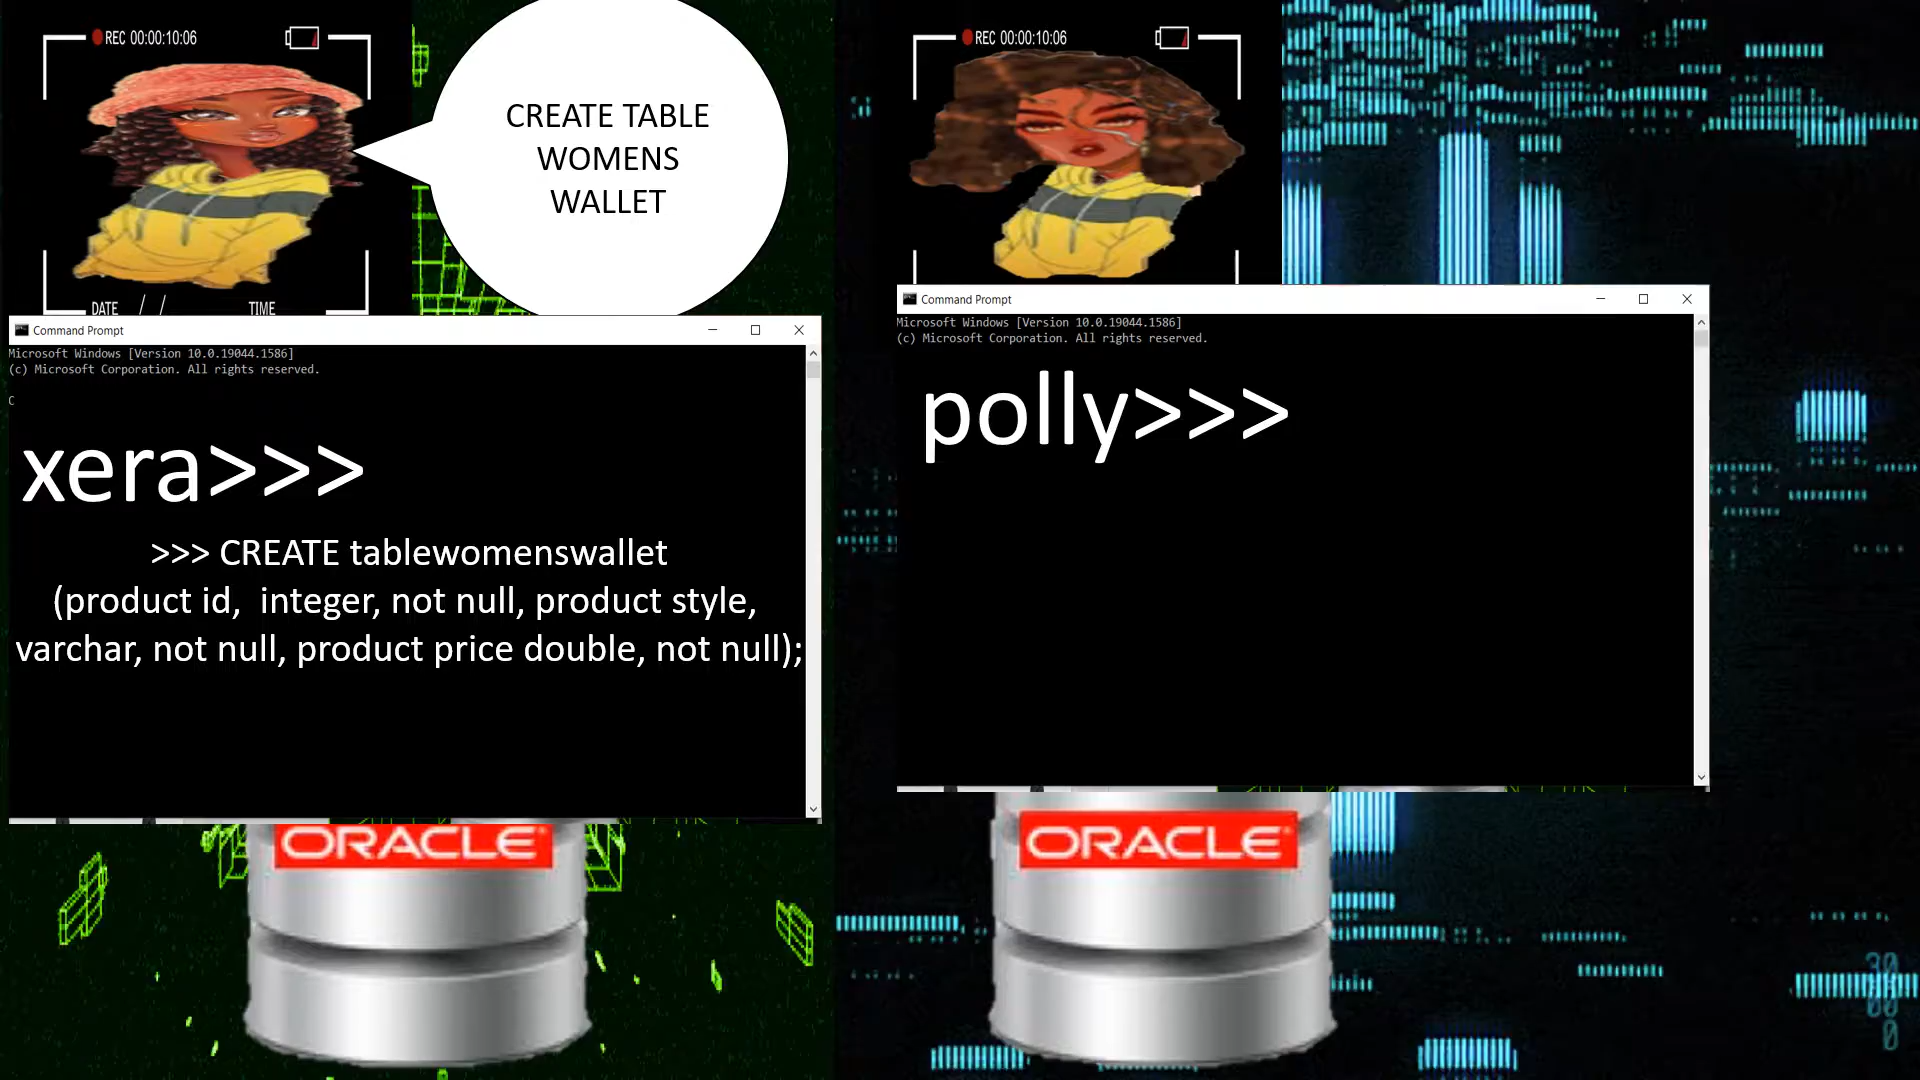 REC 00:00:10:06
CREATE TABLE
WOMENS
WALLET
DATE / / TIME
Command Prompt
Microsoft Windows [Version 10.0.19044.1586]
(c) Microsoft Corporation. All rights reserved.
C
xera>>>
>>> CREATE tablewomenswallet
(product id, integer, not null, product style,
varchar, not null, product price double, not null);
ORACLE
REC 00:00:10:06
Command Prompt
Microsoft Windows [Version 10.0.19044.1586]
(c) Microsoft Corporation. All rights reserved.
polly>>>
ORACLE